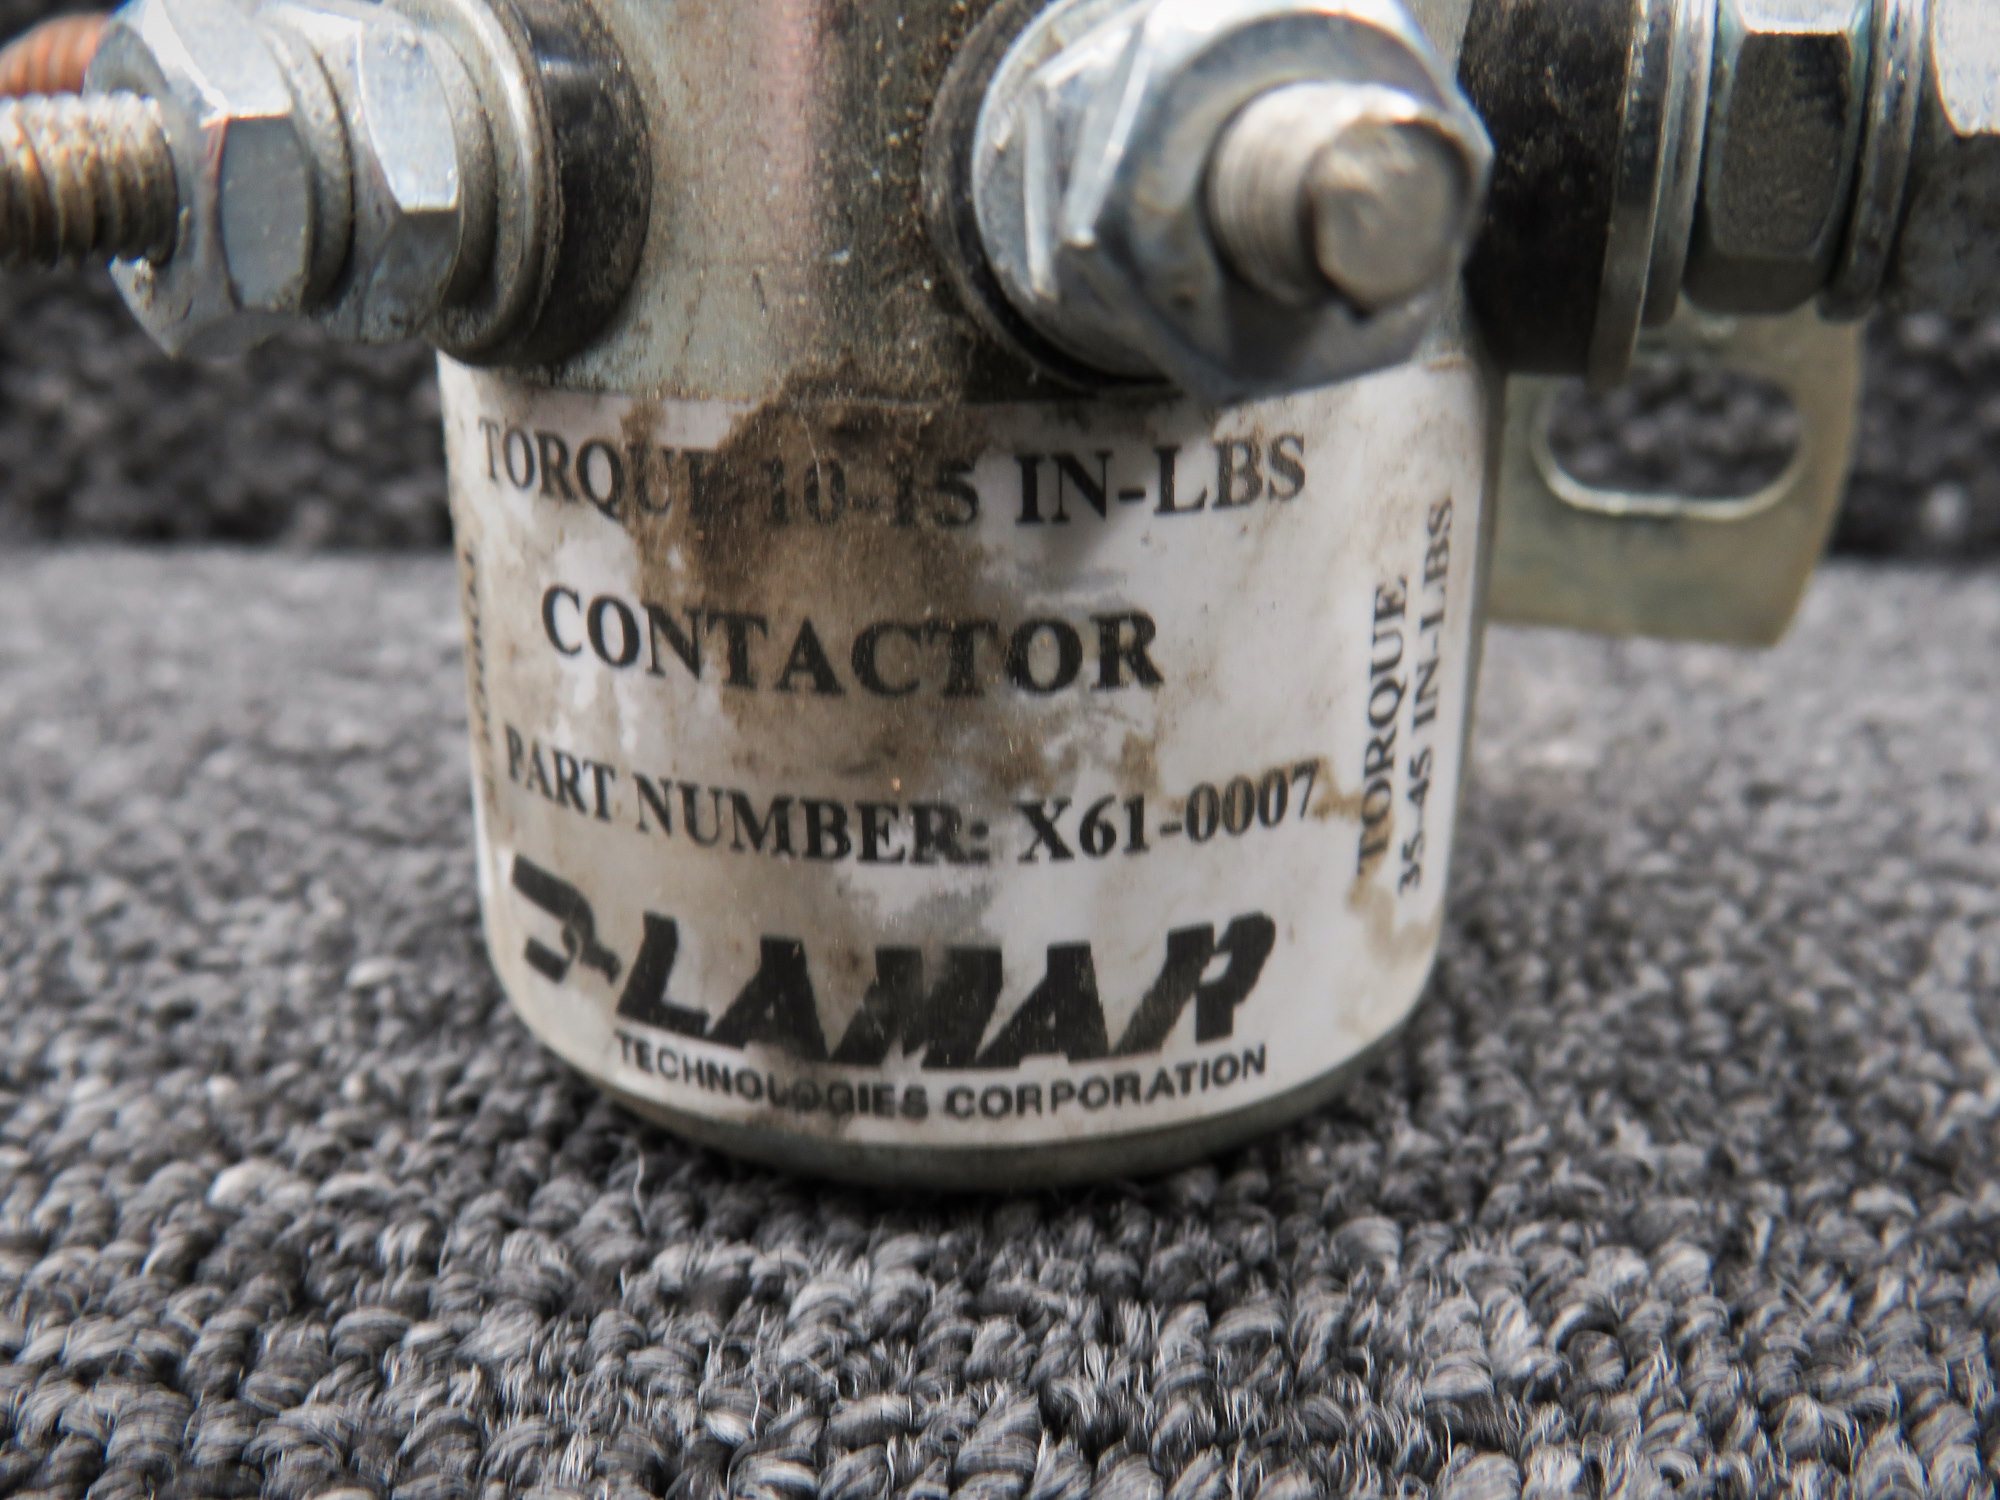 TORQUE 10-15 IN-LBS
CONTACTOR
PART NUMBER: X61-0007
LAMAR
TECHNOLOGIES CORPORATION
TORQUE
35-45 IN-LBS